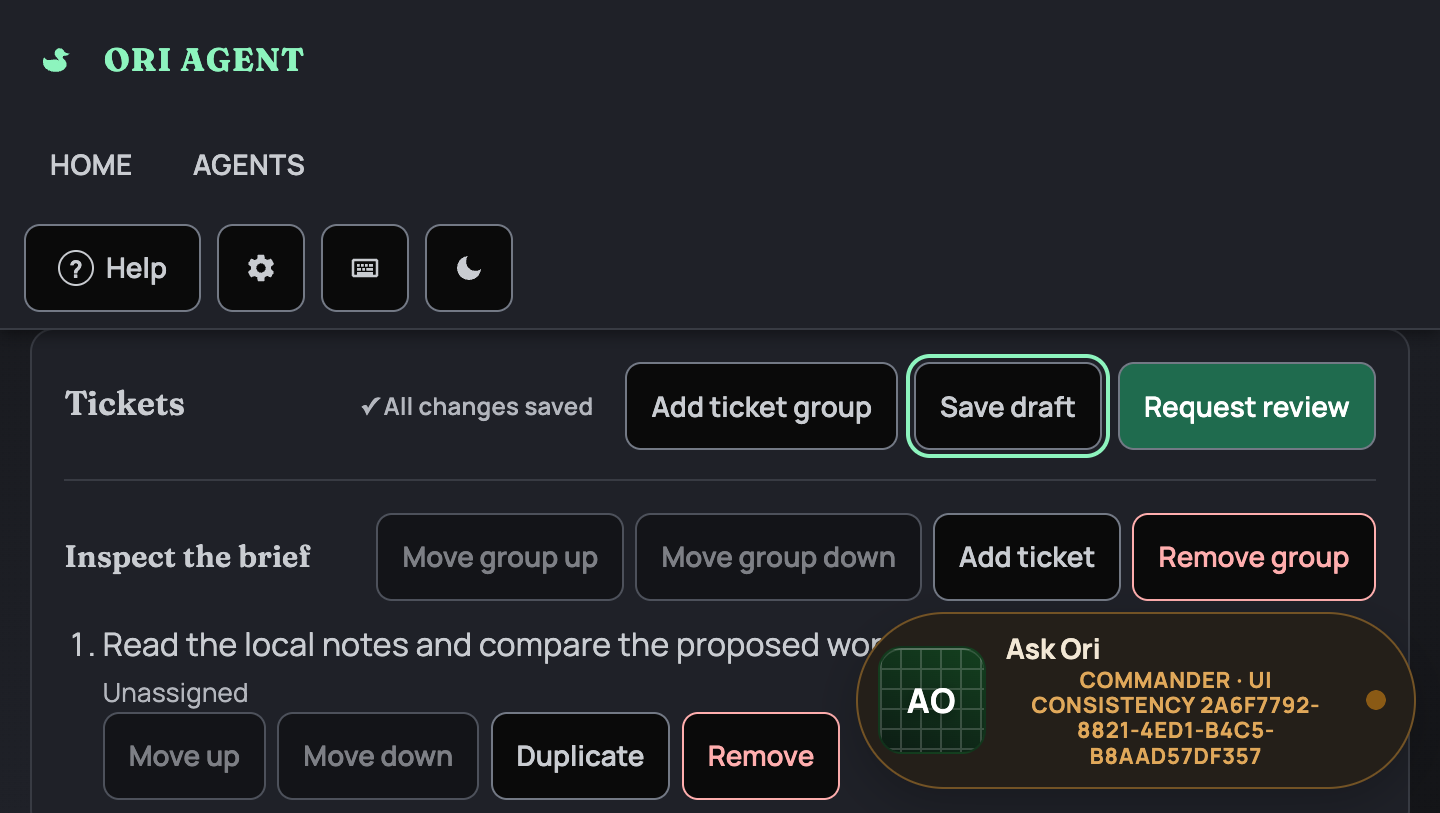 ORI AGENT
HOME AGENTS
? Help
Tickets ✓All changes saved Add ticket group Save draft Request review
Inspect the brief Move group up Move group down Add ticket Remove group
1. Read the local notes and compare the proposed
Unassigned
Move up Move down Duplicate Remove
AO
Ask Ori
COMMANDER · UI
CONSISTENCY 2A6F7792-
8821-4ED1-B4C5-
B8AAD57DF357